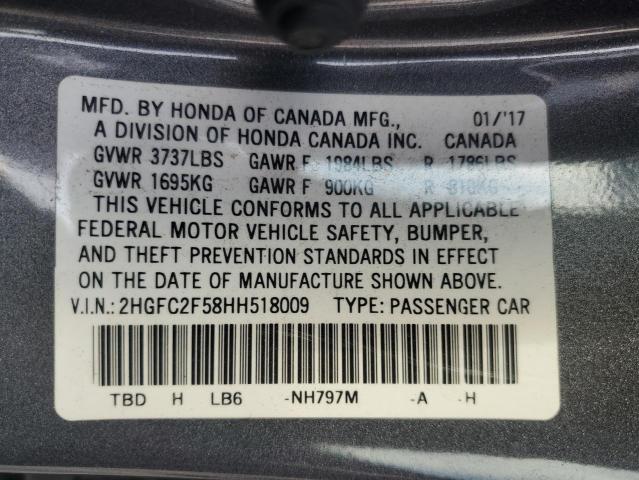 MFD. BY HONDA OF CANADA MFG., 01/'17
A DIVISION OF HONDA CANADA INC. CANADA
GVWR 3737LBS GAWR F 1984LBS R 1786LBS
GVWR 1695KG GAWR F 900KG R 810KG
THIS VEHICLE CONFORMS TO ALL APPLICABLE
FEDERAL MOTOR VEHICLE SAFETY, BUMPER,
AND THEFT PREVENTION STANDARDS IN EFFECT
ON THE DATE OF MANUFACTURE SHOWN ABOVE.
V.I.N.: 2HGFC2F58HH518009 TYPE: PASSENGER CAR
TBD H LB6 -NH797M -A -H